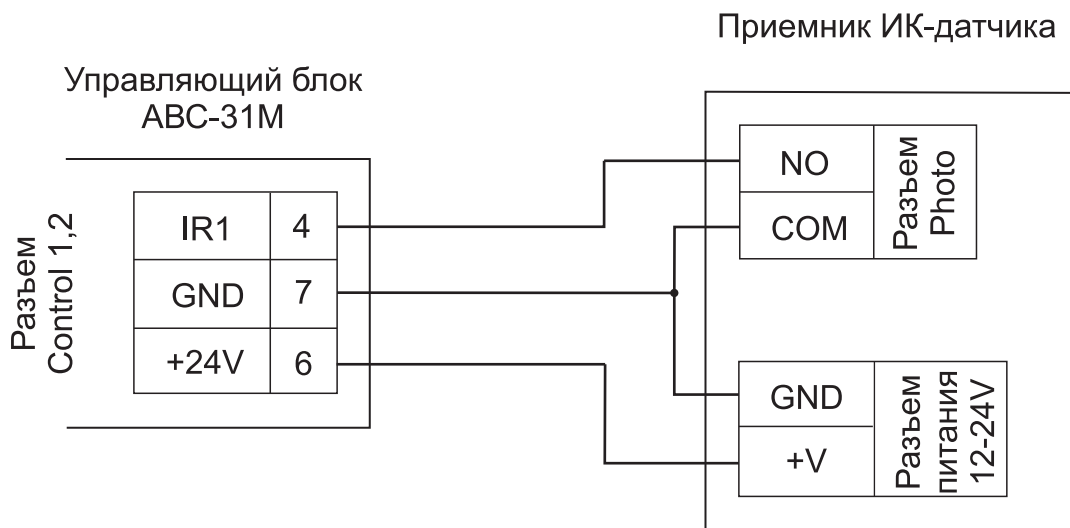 Приемник ИК-датчика
Управляющий блок
АВС-31М
Разъем
Control 1,2
IR1
4
GND
7
+24V
6
NO
COM
Разъем
Photo
GND
+V
Разъем
питания
12-24V